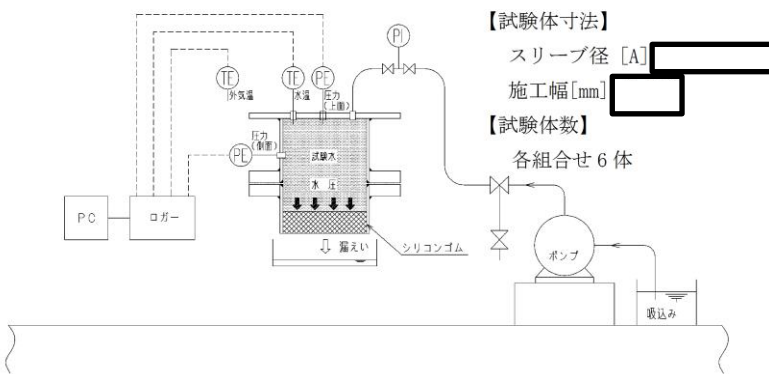 【試験体寸法】
スリーブ径 [A]
施工幅[mm]
【試験体数】
各組合せ6体
PI
TE
外気温
TE
水温
PE
圧力
(上面)
PE
圧力
(側面)
試験水
水 圧
PC
ロガー
漏えい
シリコンゴム
ポンプ
吸込み